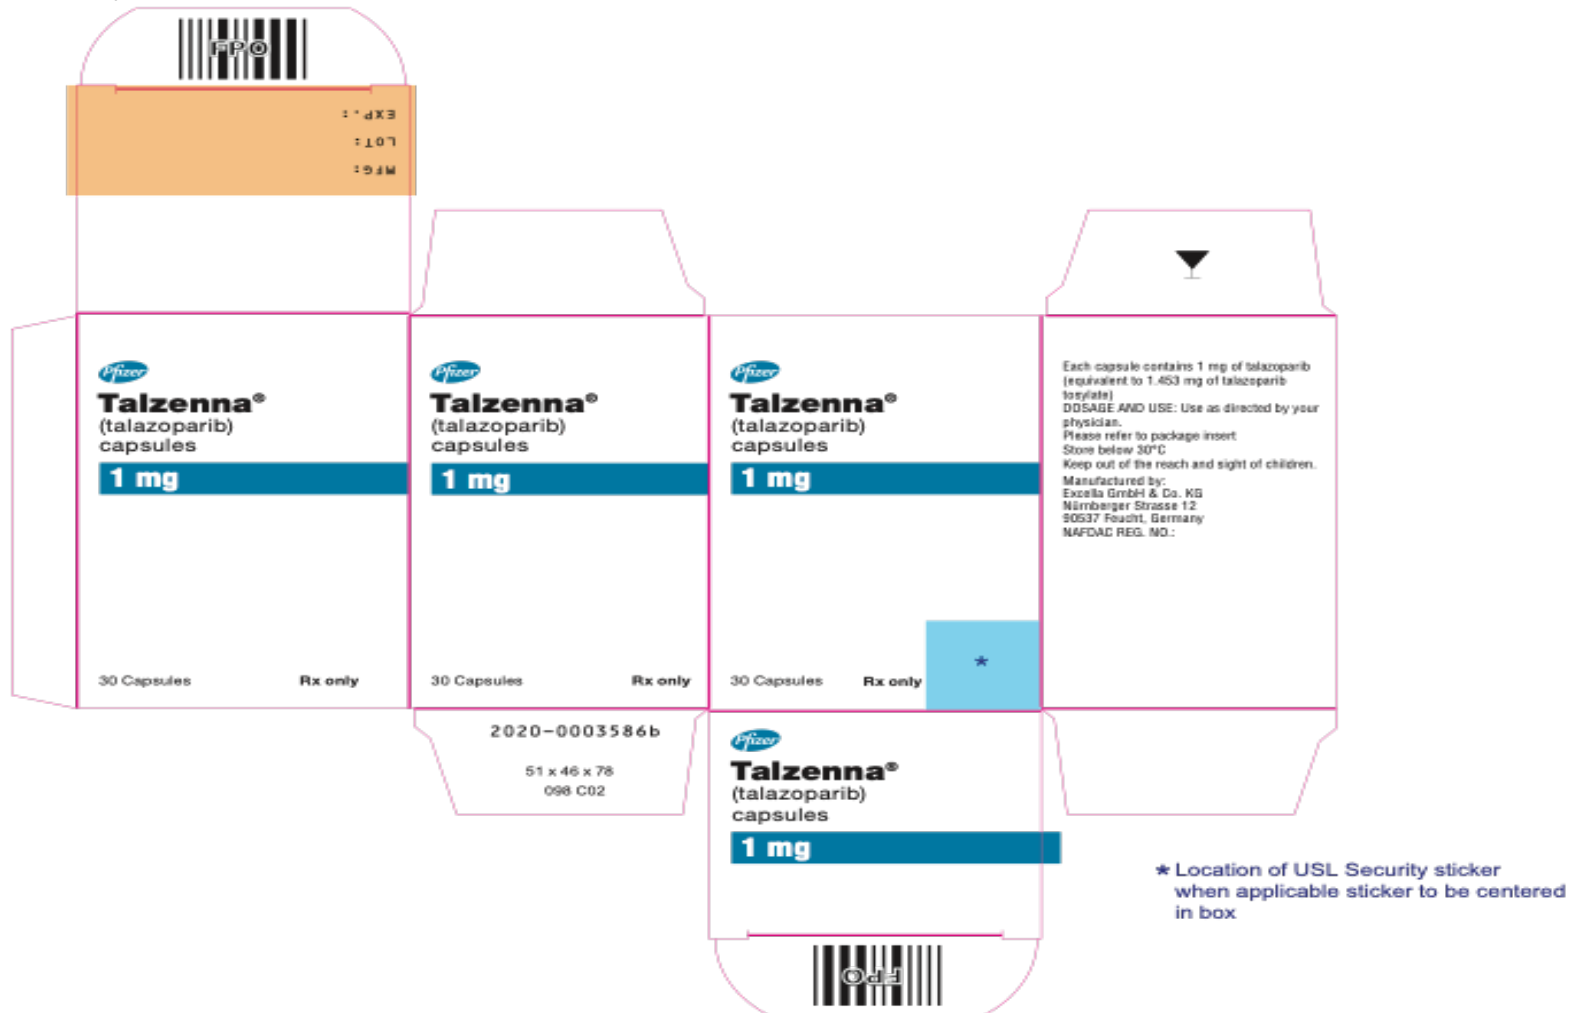 FPO
EXP.:
LOT:
MFG:
Pfizer
Talzenna®
(talazoparib)
capsules
1 mg
30 Capsules
Rx only
Pfizer
Talzenna®
(talazoparib)
capsules
1 mg
30 Capsules
Rx only
2020-0003586b
51 x 46 x 78
098 C02
Pfizer
Talzenna®
(talazoparib)
capsules
1 mg
30 Capsules
Rx only
*
Pfizer
Talzenna®
(talazoparib)
capsules
1 mg
FPO
Each capsule contains 1 mg of talazoparib
(equivalent to 1.453 mg of talazoparib
tosylate)
DOSAGE AND USE: Use as directed by your
physician.
Please refer to package insert
Store below 30°C
Keep out of the reach and sight of children.
Manufactured by:
Excella GmbH & Co. KG
Nürnberger Strasse 12
90537 Feucht, Germany
NAFDAC REG. NO.:
* Location of USL Security sticker
when applicable sticker to be centered
in box